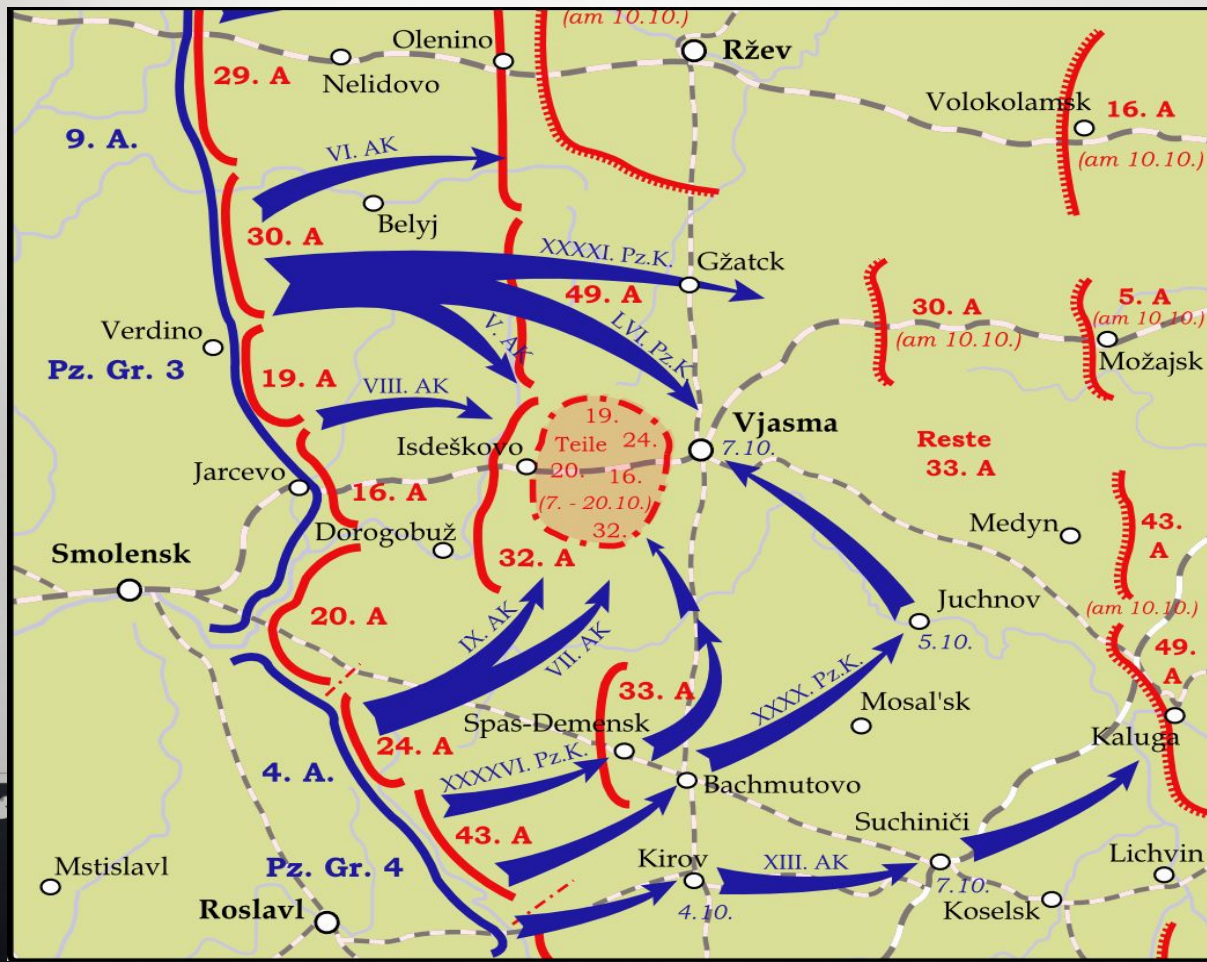 (am 10.10.)
Olenino
Ržev
29. A
Nelidovo
Volokolamsk
16. A
(am 10.10.)
9. A.
VI. AK
Belyj
30. A
XXXXI. Pz.K.
Gžatck
49. A
V. AK
LVI. Pz.K.
30. A
(am 10.10.)
5. A
(am 10.10.)
Možajsk
Verdino
Pz. Gr. 3
19. A
VIII. AK
Isdeškovo
19.
Teile
24.
20.
16.
(7. - 20.10.)
32.
Vjasma
7.10.
Reste
33. A
Jarcevo
16. A
Dorogobuž
32. A
Medyn
43.
A
(am 10.10.)
Smolensk
20. A
IX. AK
VII. AK
Juchnov
5.10.
49.
A
33. A
Spas-Demensk
XXXX. Pz.K.
Mosal'sk
Kaluga
24. A
4. A.
XXXXVI. Pz.K.
Bachmutovo
43. A
Suchiniči
Mstislavl
Pz. Gr. 4
Kirov
4.10.
XIII. AK
7.10.
Lichvin
Koselsk
Roslavl